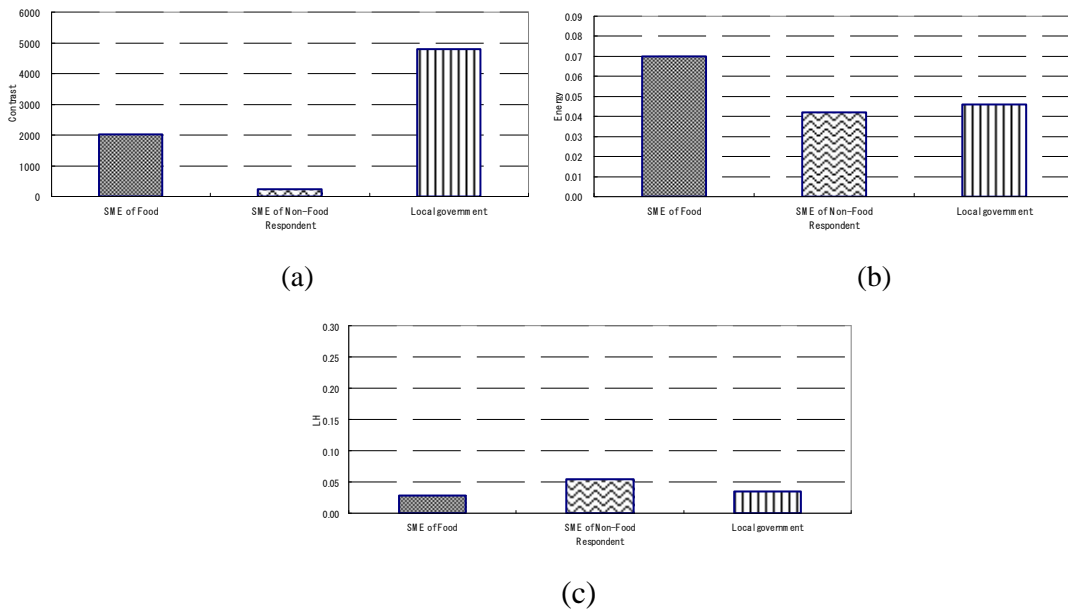 6000
5000
4000
3000
2000
1000
0
Contrast
SME of Food SME of Non-Food Local government
Respondent
(a)
0.09
0.08
0.07
0.06
0.05
0.04
0.03
0.02
0.01
0.00
Energy
SME of Food SME of Non-Food Local government
Respondent
(b)
0.30
0.25
0.20
0.15
0.10
0.05
0.00
LH
SME of Food SME of Non-Food Local government
Respondent
(c)